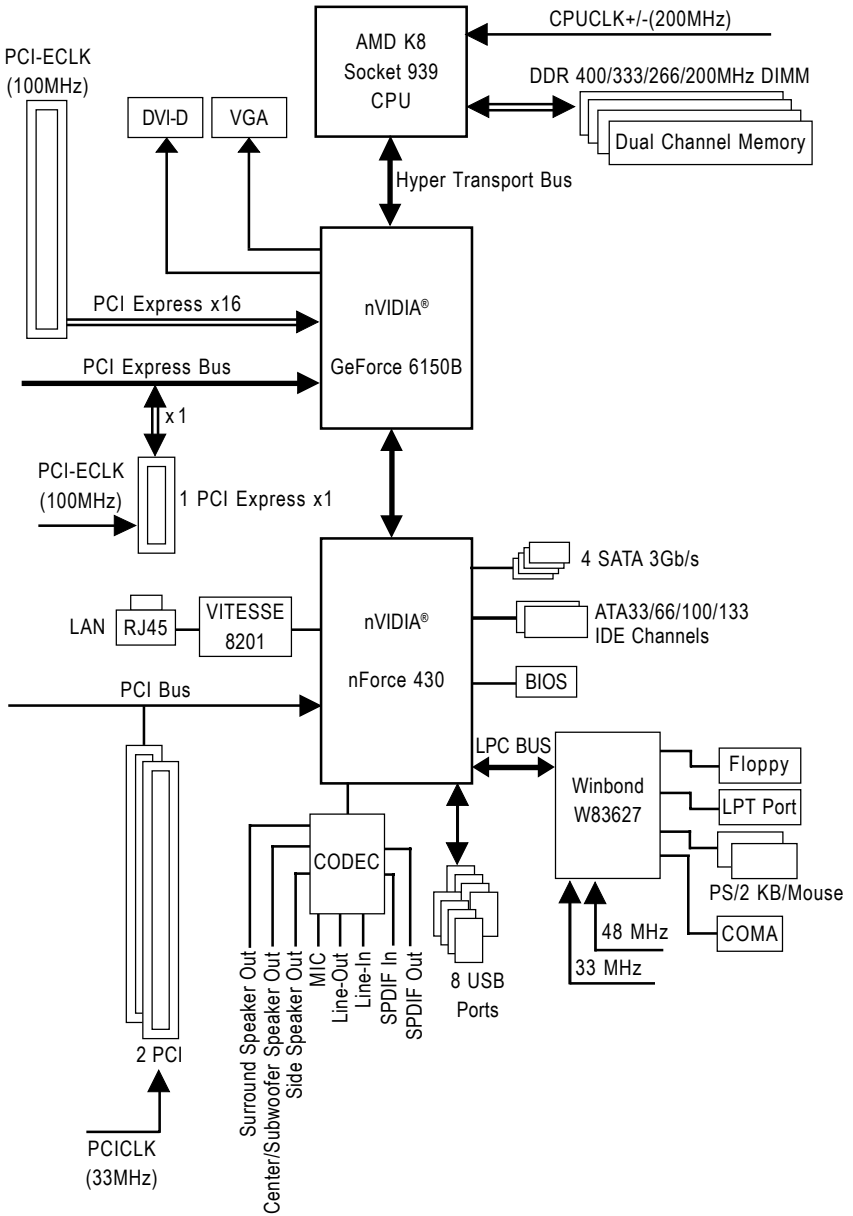 CPUCLK+/-(200MHz)
AMD K8
Socket 939
CPU
PCI-ECLK
(100MHz)
DDR 400/333/266/200MHz DIMM
DVI-D
VGA
Dual Channel Memory
Hyper Transport Bus
PCI Express x16
nVIDIA®
GeForce 6150B
PCI Express Bus
x1
PCI-ECLK
(100MHz)
1 PCI Express x1
4 SATA 3Gb/s
LAN
RJ45
VITESSE
8201
nVIDIA®
nForce 430
ATA33/66/100/133
IDE Channels
BIOS
PCI Bus
LPC BUS
Winbond
W83627
Floppy
LPT Port
PS/2 KB/Mouse
COMA
48 MHz
33 MHz
CODEC
Surround Speaker Out
Center/Subwoofer Speaker Out
Side Speaker Out
MIC
Line-Out
Line-In
SPDIF In
SPDIF Out
8 USB
Ports
2 PCI
PCICLK
(33MHz)